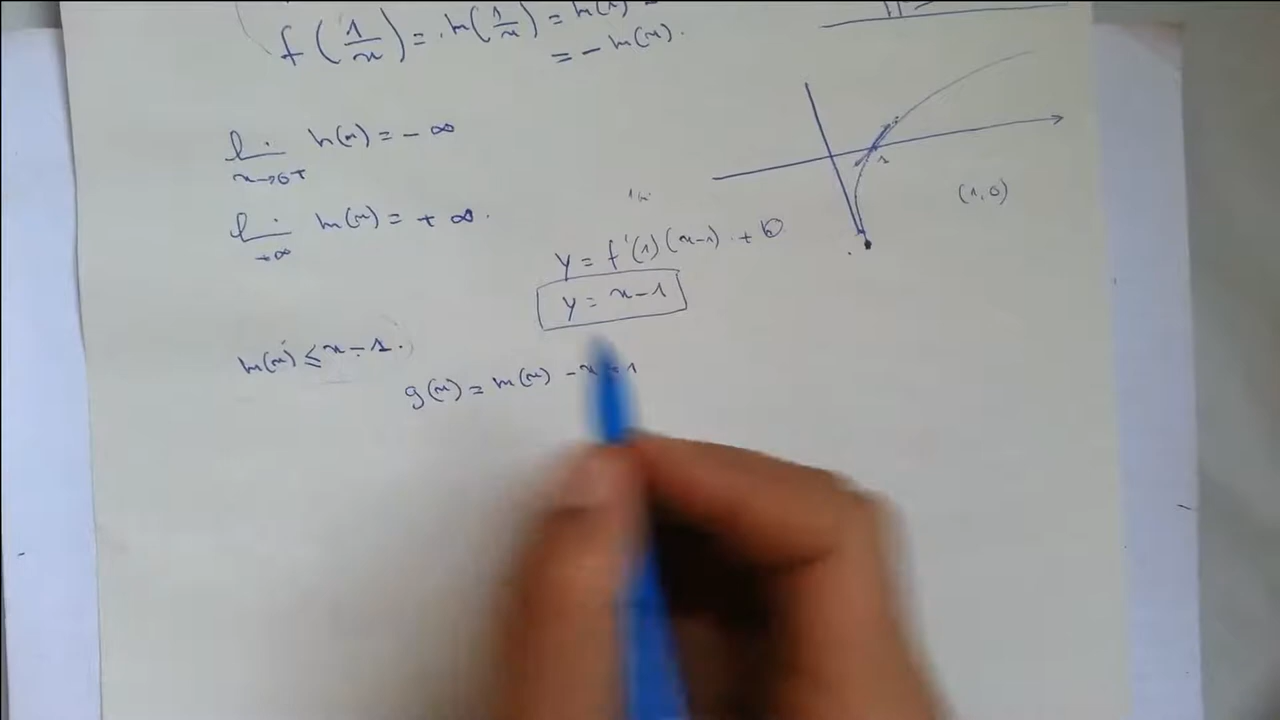 f(1/x) = ln(1/x) = ln(1) -
= - ln(x).
lim ln(x) = - ∞
x→0+
lim ln(x) = + ∞.
+∞
1
(1,0)
y = f'(1)(x-1) + 0
y = x - 1
ln(x) ≤ x - 1.
g(x) = ln(x) - x + 1